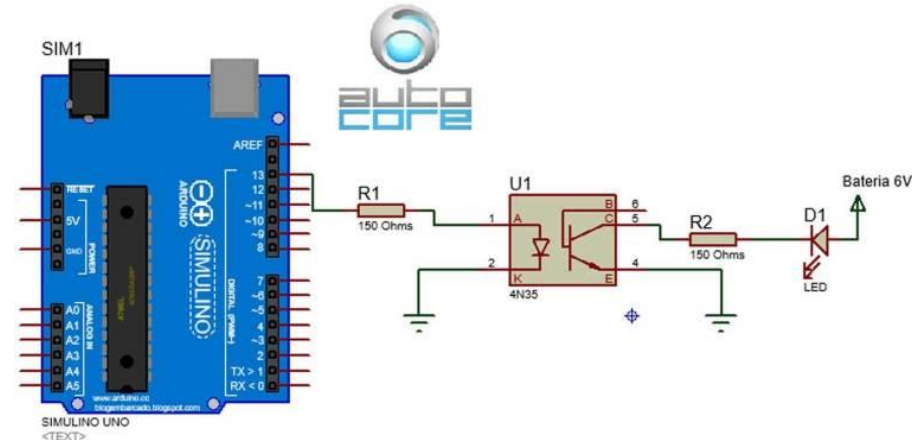 SIM1
auto
core
AREF
13
12
~11
~10
~9
8
7
~6
~5
4
~3
2
TX > 1
RX < 0
RESET
5V
GND
POWER
A0
A1
A2
A3
A4
A5
ANALOG IN
ARDUINO
SIMULINO
DIGITAL (PWM~)
www.arduino.cc
blogembarcado.blogspot.com
SIMULINO UNO
<TEXT>
R1
150 Ohms
U1
1
A
2
K
B
6
C
5
E
4
4N35
R2
150 Ohms
D1
LED
Bateria 6V